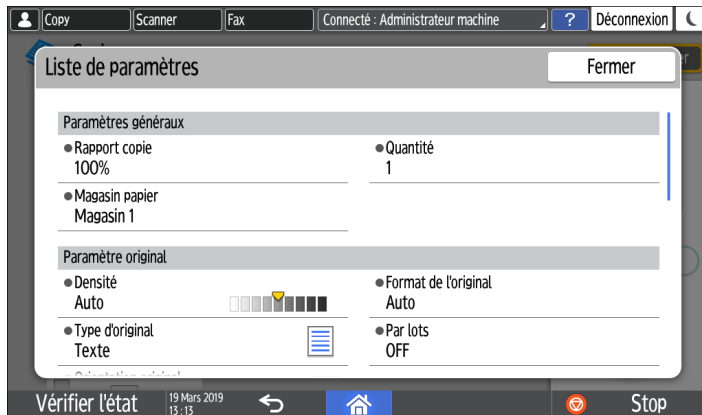 Copy
Scanner
Fax
Connecté : Administrateur machine
?
Déconnexion
Liste de paramètres
Fermer
Paramètres généraux
Rapport copie
100%
Quantité
1
Magasin papier
Magasin 1
Paramètre original
Densité
Auto
Format de l'original
Auto
Type d'original
Texte
Par lots
OFF
Vérifier l'état
19 Mars 2019
13 : 13
Stop